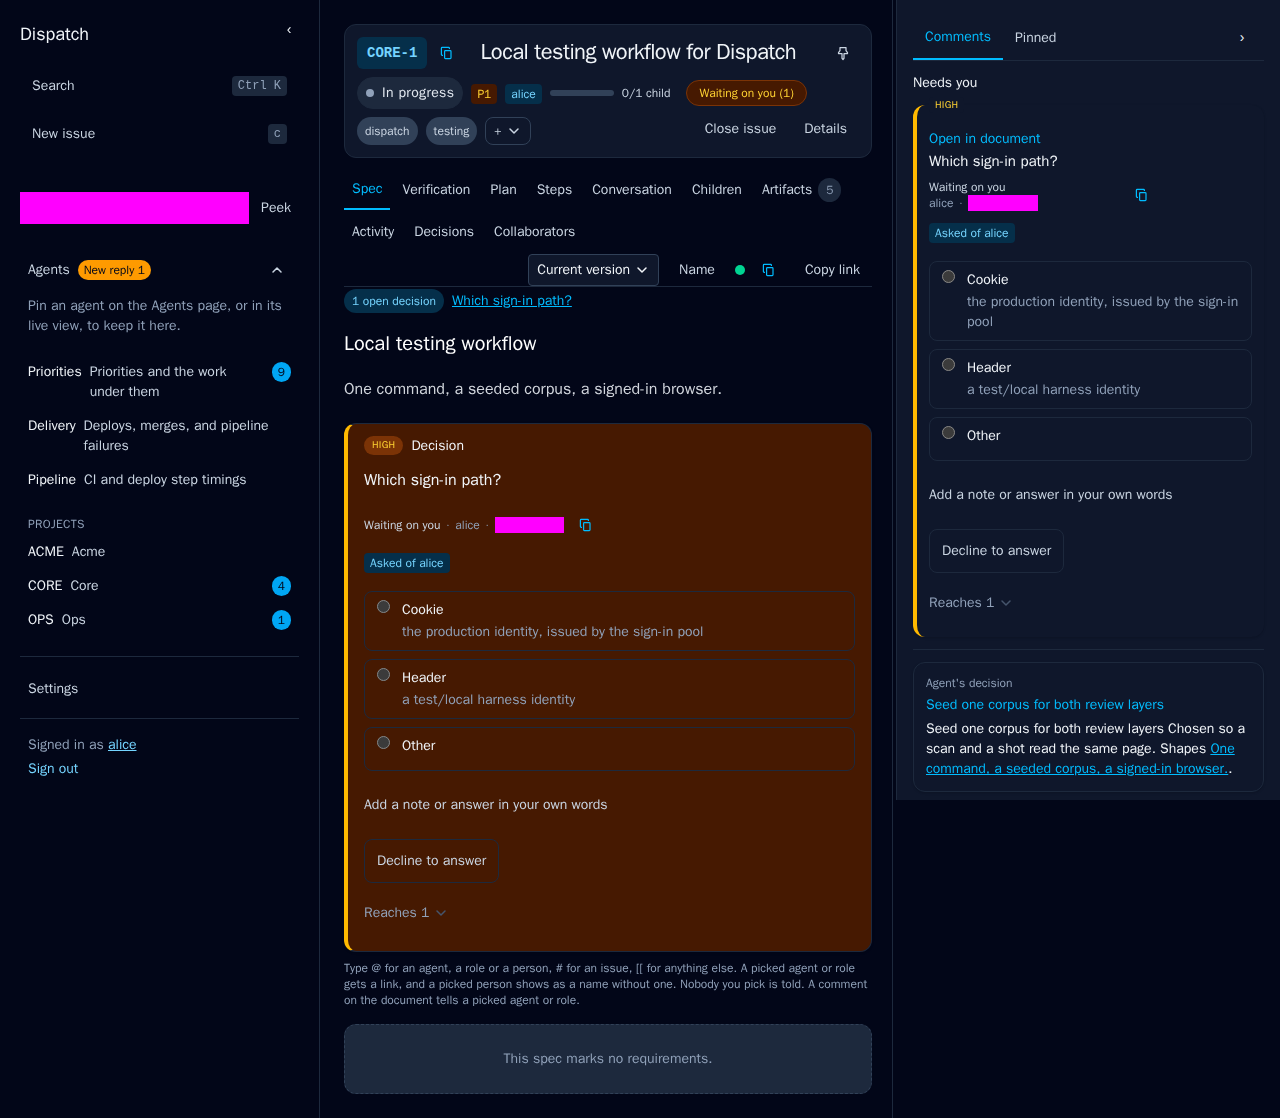 Dispatch
Search
Ctrl K
New issue
C
Peek
Agents
New reply 1
Pin an agent on the Agents page, or in its
live view, to keep it here.
Priorities
Priorities and the work
under them
9
Delivery
Deploys, merges, and pipeline
failures
Pipeline
CI and deploy step timings
PROJECTS
ACME Acme
CORE Core
4
OPS Ops
1
Settings
Signed in as alice
Sign out
CORE-1
Local testing workflow for Dispatch
In progress
P1
alice
0/1 child
Waiting on you (1)
dispatch
testing
+
Close issue
Details
Spec
Verification
Plan
Steps
Conversation
Children
Artifacts
5
Activity
Decisions
Collaborators
Current version
Name
Copy link
1 open decision
Which sign-in path?
Local testing workflow
One command, a seeded corpus, a signed-in browser.
HIGH
Decision
Which sign-in path?
Waiting on you · alice ·
Asked of alice
Cookie
the production identity, issued by the sign-in pool
Header
a test/local harness identity
Other
Add a note or answer in your own words
Decline to answer
Reaches 1
Type @ for an agent, a role or a person, # for an issue, [[ for anything else. A picked agent or role
gets a link, and a picked person shows as a name without one. Nobody you pick is told. A comment
on the document tells a picked agent or role.
This spec marks no requirements.
Comments
Pinned
Needs you
HIGH
Open in document
Which sign-in path?
Waiting on you
alice ·
Asked of alice
Cookie
the production identity, issued by the sign-in
pool
Header
a test/local harness identity
Other
Add a note or answer in your own words
Decline to answer
Reaches 1
Agent's decision
Seed one corpus for both review layers
Seed one corpus for both review layers Chosen so a
scan and a shot read the same page. Shapes One
command, a seeded corpus, a signed-in browser..